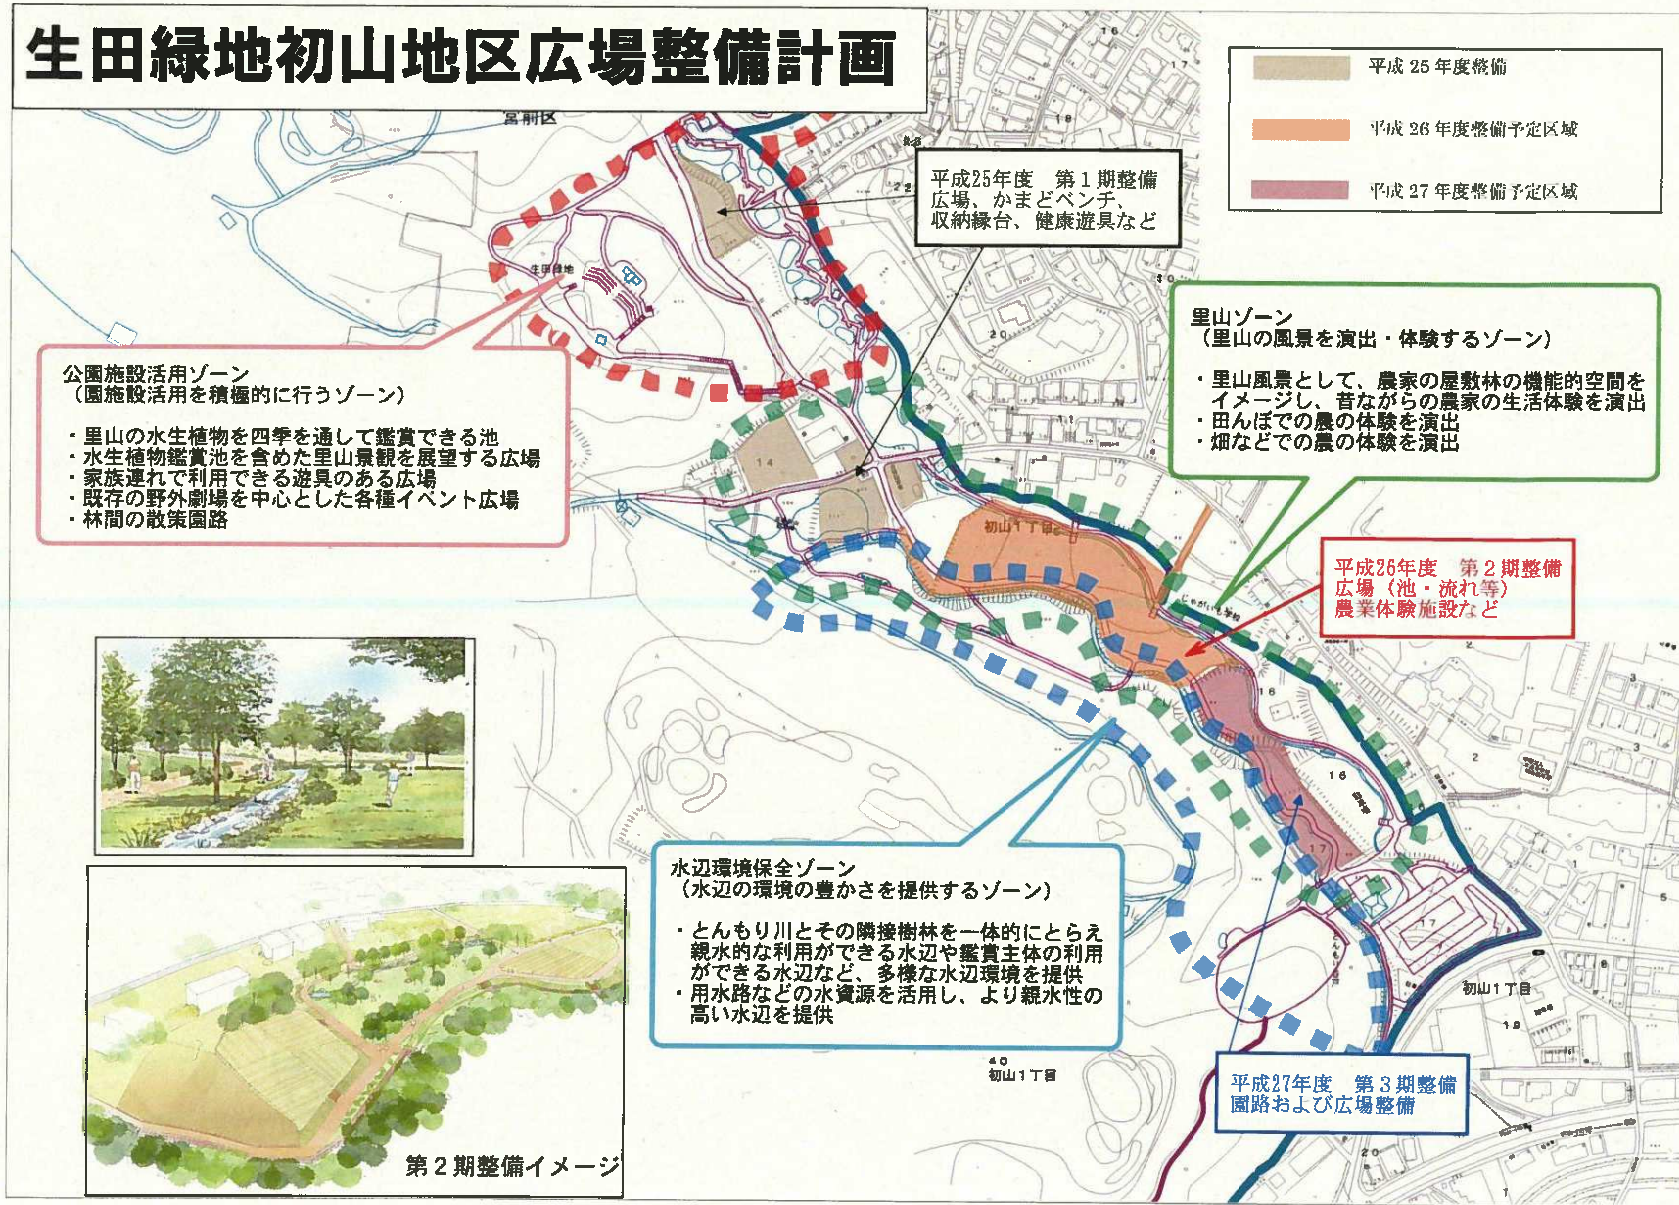 生田緑地初山地区広場整備計画
平成 25 年度整備
平成 26 年度整備予定区域
平成 27 年度整備予定区域
宮前区
平成25年度　第１期整備
広場、かまどベンチ、
収納縁台、健康遊具など
生田緑地
公園施設活用ゾーン
（園施設活用を積極的に行うゾーン）
・里山の水生植物を四季を通して鑑賞できる池
・水生植物鑑賞池を含めた里山景観を展望する広場
・家族連れで利用できる遊具のある広場
・既存の野外劇場を中心とした各種イベント広場
・林間の散策園路
里山ゾーン
（里山の風景を演出・体験するゾーン）
・里山風景として、農家の屋敷林の機能的空間を
イメージし、昔ながらの農家の生活体験を演出
・田んぼでの農の体験を演出
・畑などでの農の体験を演出
初山１丁目
平成26年度　第２期整備
広場（池・流れ等）
農業体験施設など
じゃがいも学校
水辺環境保全ゾーン
（水辺の環境の豊かさを提供するゾーン）
・とんもり川とその隣接樹林を一体的にとらえ
親水的な利用ができる水辺や鑑賞主体の利用
ができる水辺など、多様な水辺環境を提供
・用水路などの水資源を活用し、より親水性の
高い水辺を提供
初山１丁目
40
初山１丁目
平成27年度　第３期整備
園路および広場整備
第２期整備イメージ
14
16
16
17
17
18
19
20
20